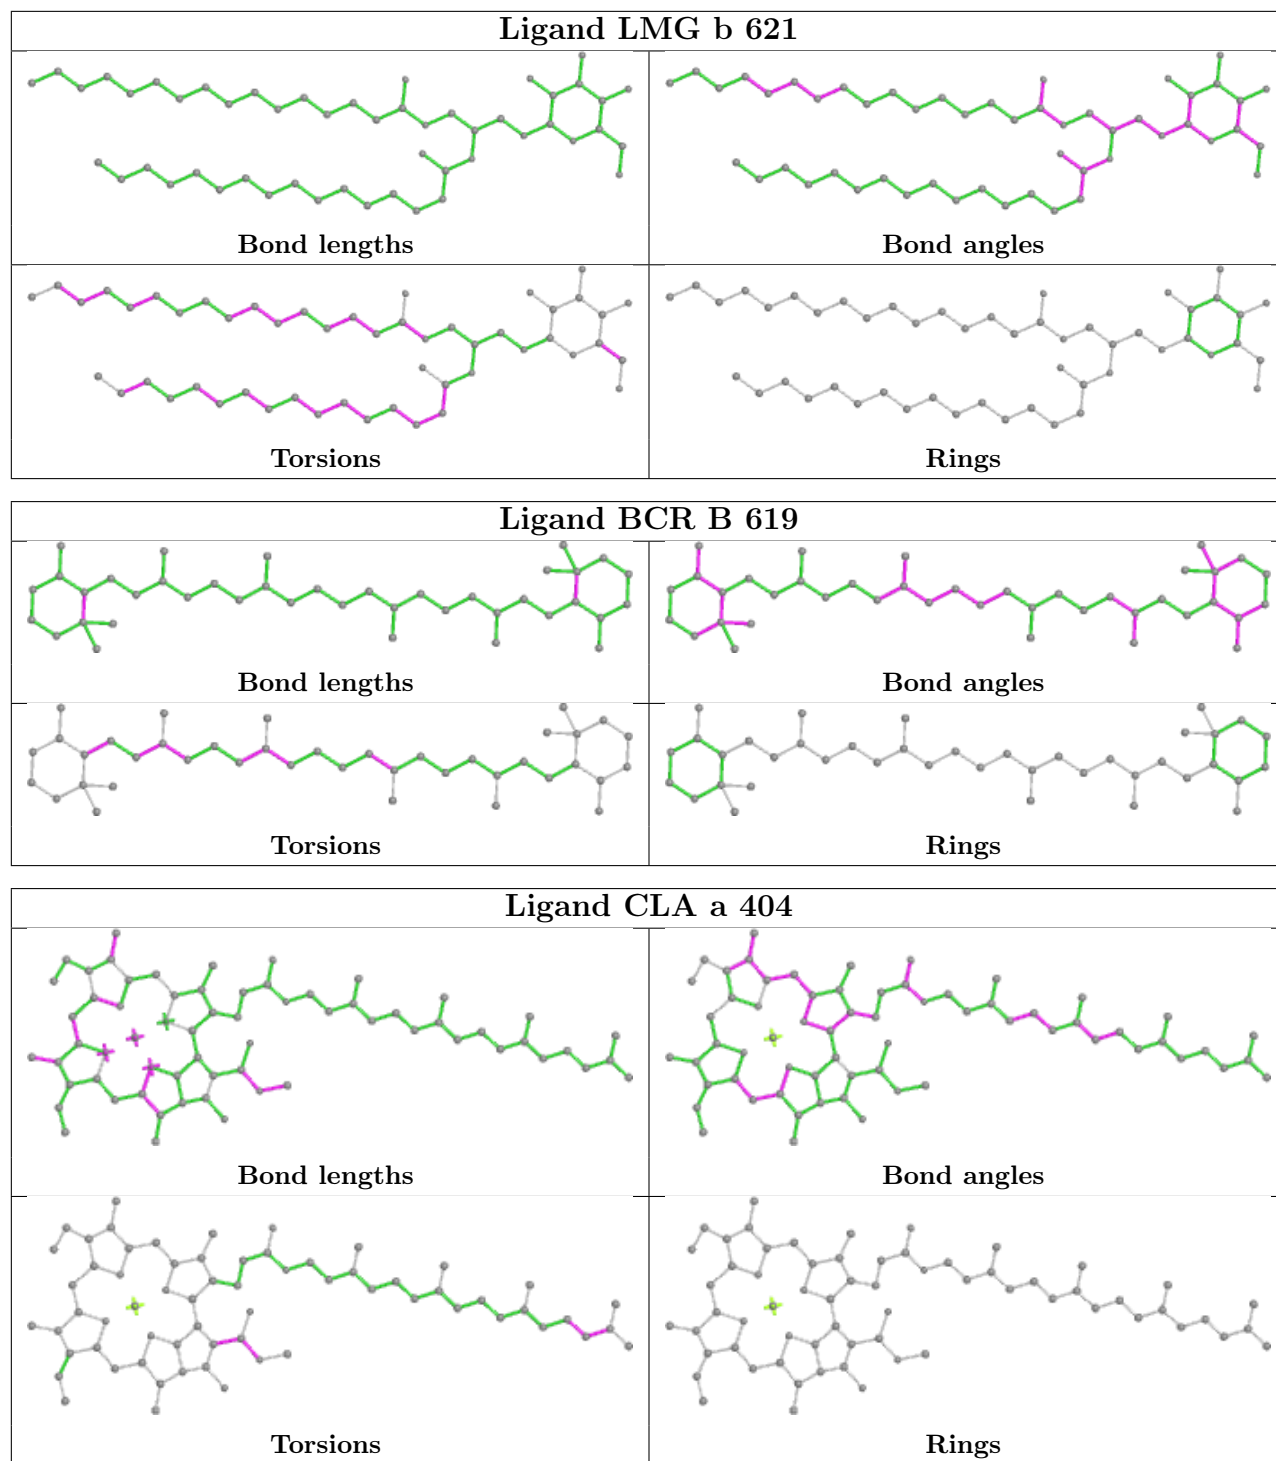 Ligand LMG b 621
Bond lengths
Bond angles
Torsions
Rings
Ligand BCR B 619
Bond lengths
Bond angles
Torsions
Rings
Ligand CLA a 404
Bond lengths
Bond angles
Torsions
Rings